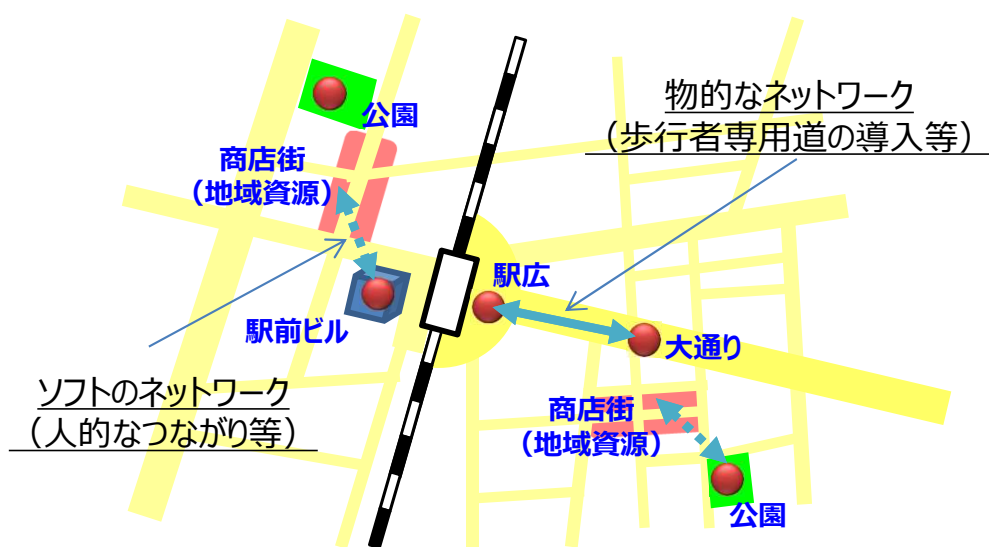 公園
商店街
（地域資源）
物的なネットワーク
（歩行者専用道の導入等）
駅広
駅前ビル
大通り
ソフトのネットワーク
（人的なつながり等）
商店街
（地域資源）
公園